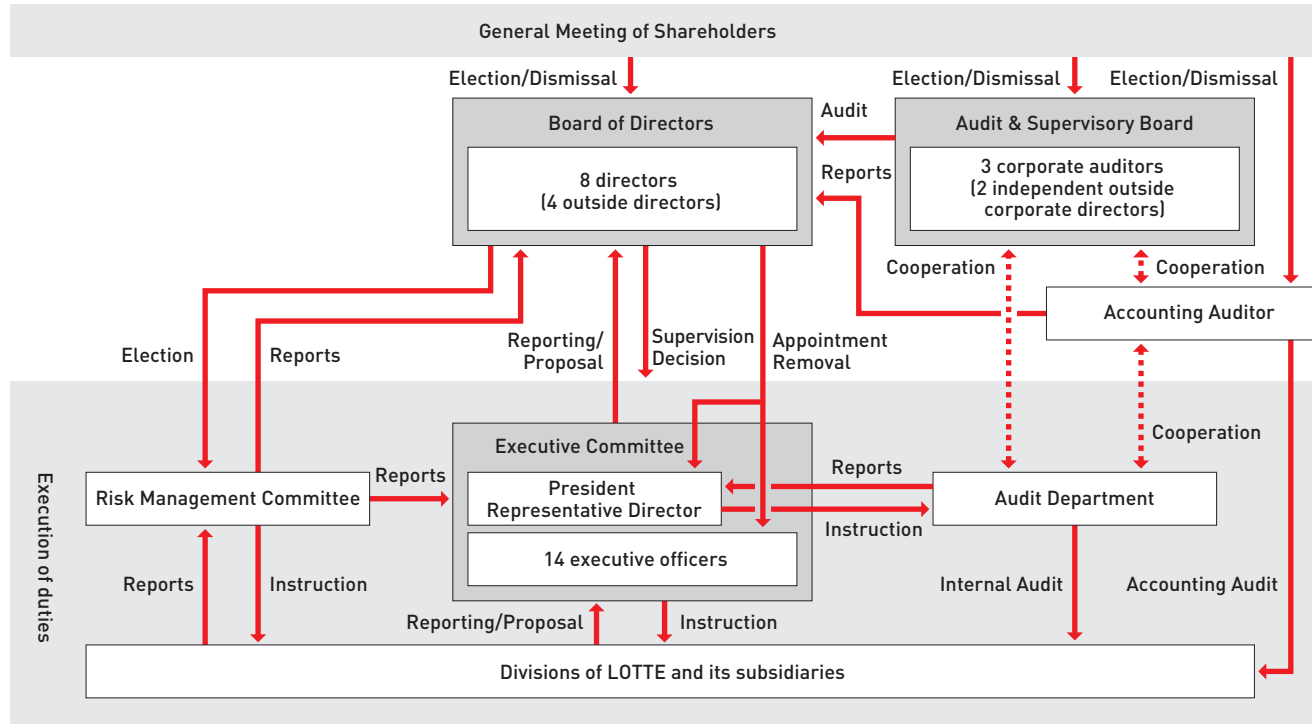 General Meeting of Shareholders
Election/Dismissal
Election/Dismissal
Election/Dismissal
Board of Directors
8 directors
(4 outside directors)
Audit
Reports
Audit & Supervisory Board
3 corporate auditors
(2 independent outside
corporate directors)
Cooperation
Cooperation
Accounting Auditor
Election
Reports
Reporting/
Proposal
Supervision
Decision
Appointment
Removal
Cooperation
Execution of duties
Risk Management Committee
Reports
Executive Committee
President
Representative Director
14 executive officers
Reports
Instruction
Audit Department
Reports
Instruction
Reporting/Proposal
Instruction
Internal Audit
Accounting Audit
Divisions of LOTTE and its subsidiaries